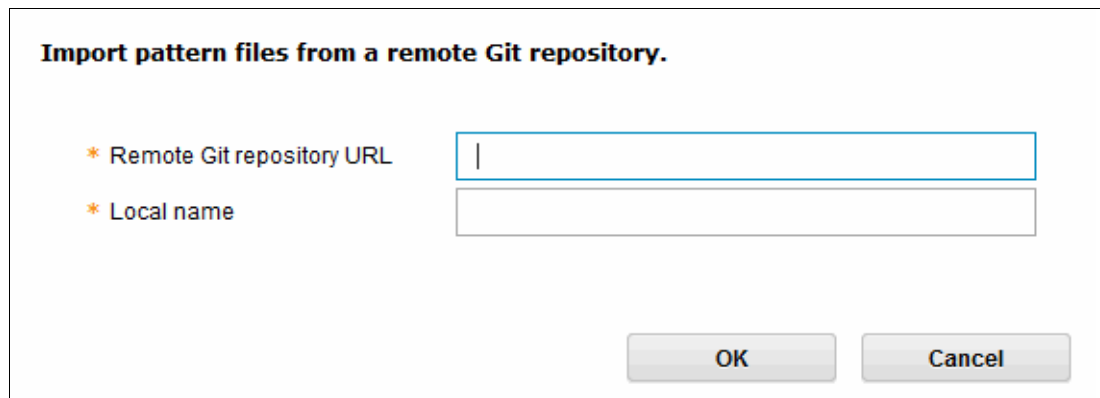 Import pattern files from a remote Git repository.
* Remote Git repository URL
* Local name
OK Cancel